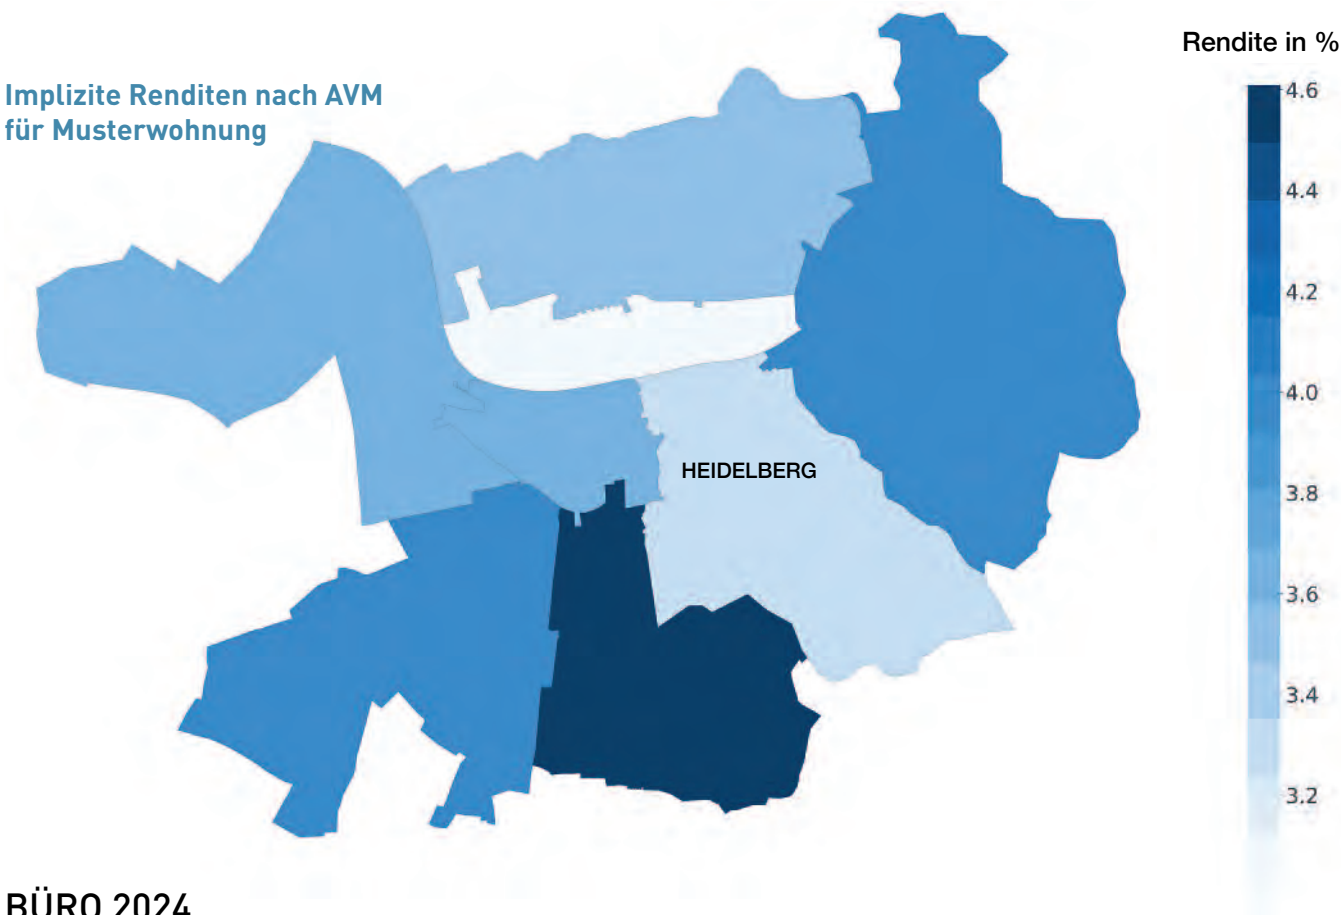 Rendite in %
Implizite Renditen nach AVM
für Musterwohnung
4.6
4.4
4.2
4.0
3.8
3.6
3.4
3.2
HEIDELBERG
BÜRO 2024